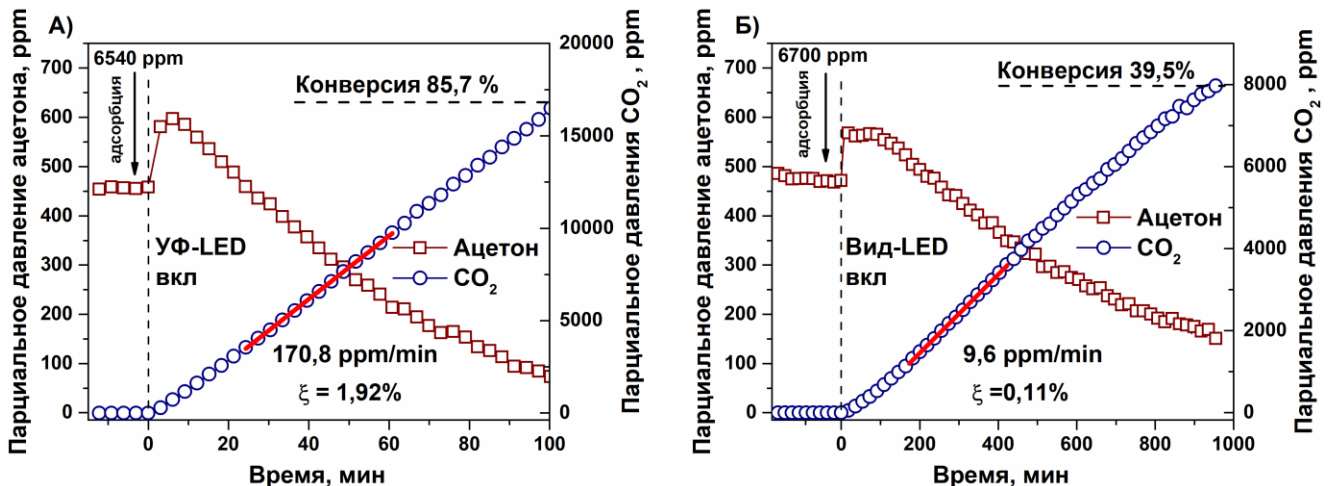 А)
Парциальное давление ацетона, ppm
750
700
600
500
400
300
200
100
0
6540 ppm
адсорбция
Конверсия 85,7 %
УФ-LED
вкл
Ацетон
CO₂
170,8 ppm/min
ξ = 1,92%
0
20
40
60
80
100
Время, мин
20000
15000
10000
5000
0
Парциальное давления CO₂ , ppm
Б)
Парциальное давление ацетона, ppm
700
600
500
400
300
200
100
0
6700 ppm
адсорбция
Конверсия 39,5%
Вид-LED
вкл
Ацетон
CO₂
9,6 ppm/min
ξ =0,11%
0
200
400
600
800
1000
Время, мин
8000
6000
4000
2000
0
Парциальное давления CO₂ , ppm